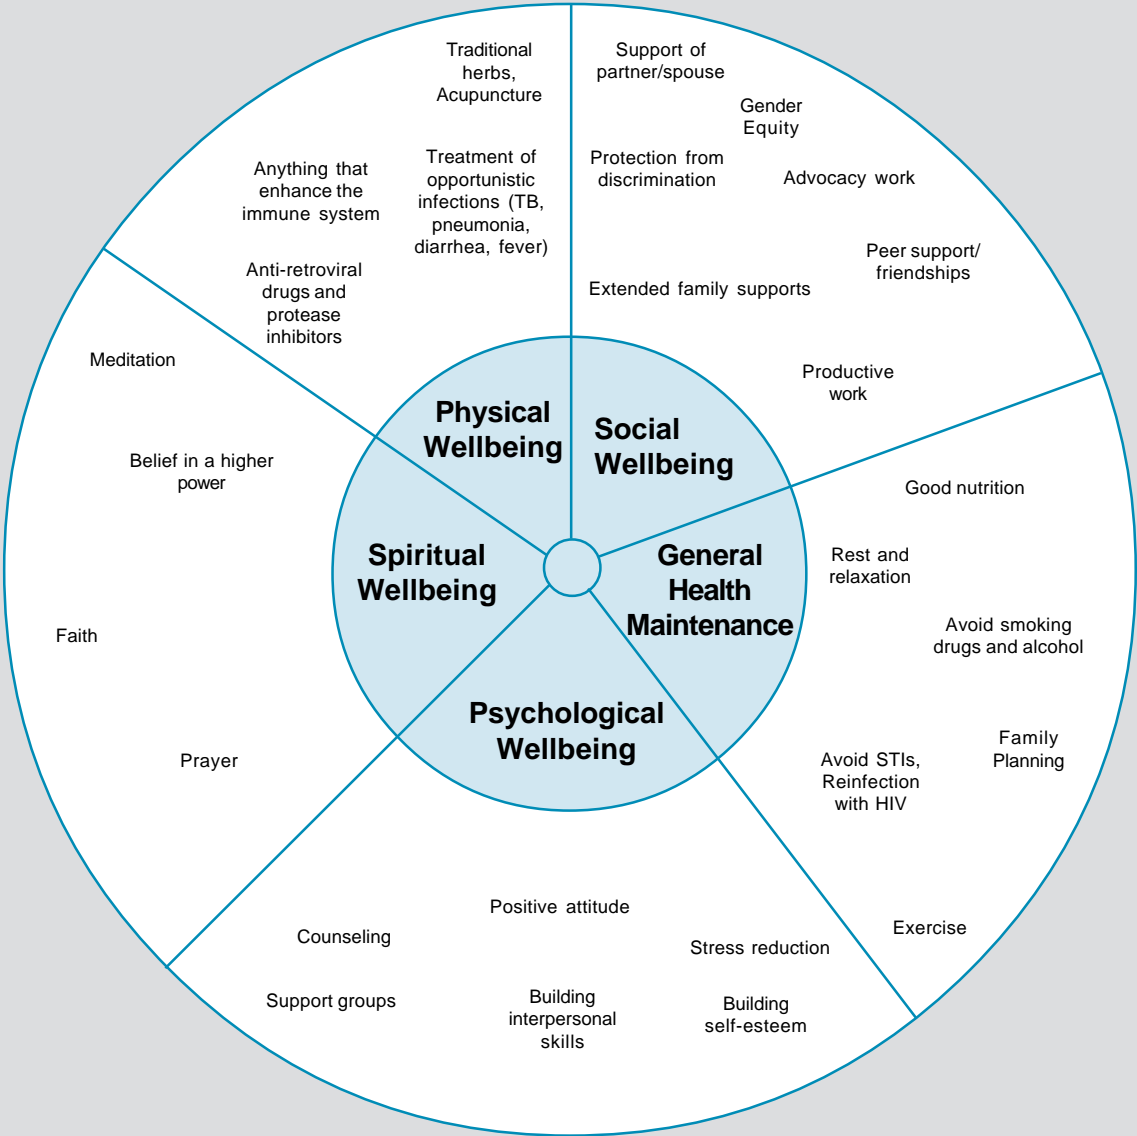 Traditional
herbs,
Acupuncture
Anything that
enhance the
immune system
Treatment of
opportunistic
infections (TB,
pneumonia,
diarrhea, fever)
Anti-retroviral
drugs and
protease
inhibitors
Physical
Wellbeing
Support of
partner/spouse
Gender
Equity
Protection from
discrimination
Advocacy work
Peer support/
friendships
Extended family supports
Productive
work
Social
Wellbeing
Good nutrition
Rest and
relaxation
Avoid smoking
drugs and alcohol
Family
Planning
Avoid STIs,
Reinfection
with HIV
Exercise
General
Health
Maintenance
Psychological
Wellbeing
Positive attitude
Counseling
Stress reduction
Support groups
Building
interpersonal
skills
Building
self-esteem
Spiritual
Wellbeing
Meditation
Belief in a higher
power
Faith
Prayer